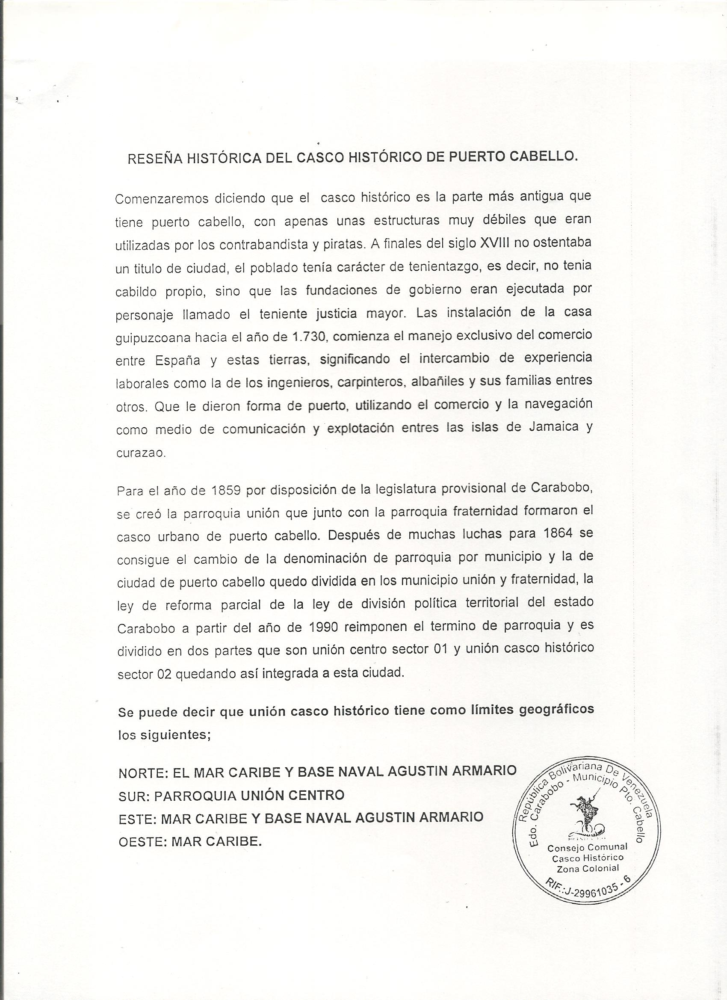 RESEÑA HISTÓRICA DEL CASCO HISTÓRICO DE PUERTO CABELLO.
Comenzaremos diciendo que el casco histórico es la parte más antigua que
tiene puerto cabello, con apenas unas estructuras muy débiles que eran
utilizadas por los contrabandista y piratas. A finales del siglo XVIII no ostentaba
un titulo de ciudad, el poblado tenía carácter de tenientazgo, es decir, no tenia
cabildo propio, sino que las fundaciones de gobierno eran ejecutada por
personaje llamado el teniente justicia mayor. Las instalación de la casa
guipuzcoana hacia el año de 1.730, comienza el manejo exclusivo del comercio
entre España y estas tierras, significando el intercambio de experiencia
laborales como la de los ingenieros, carpinteros, albañiles y sus familias entres
otros. Que le dieron forma de puerto, utilizando el comercio y la navegación
como medio de comunicación y explotación entres las islas de Jamaica y
curazao.
Para el año de 1859 por disposición de la legislatura provisional de Carabobo,
se creó la parroquia unión que junto con la parroquia fraternidad formaron el
casco urbano de puerto cabello. Después de muchas luchas para 1864 se
consigue el cambio de la denominación de parroquia por municipio y la de
ciudad de puerto cabello quedo dividida en los municipio unión y fraternidad, la
ley de reforma parcial de la ley de división política territorial del estado
Carabobo a partir del año de 1990 reimponen el termino de parroquia y es
dividido en dos partes que son unión centro sector 01 y unión casco histórico
sector 02 quedando así integrada a esta ciudad.
Se puede decir que unión casco histórico tiene como límites geográficos
los siguientes;
NORTE: EL MAR CARIBE Y BASE NAVAL AGUSTIN ARMARIO
SUR: PARROQUIA UNIÓN CENTRO
ESTE: MAR CARIBE Y BASE NAVAL AGUSTIN ARMARIO
OESTE: MAR CARIBE.
República Bolivariana De Venezuela
Edo. Carabobo - Municipio Pto. Cabello
200
Consejo Comunal
Casco Histórico
Zona Colonial
RIF.:J-29961035 - 6